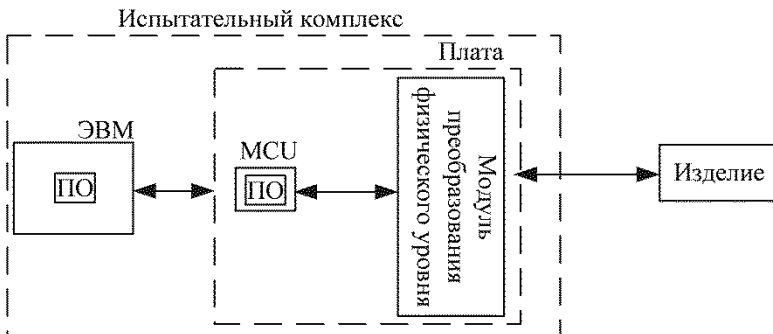 Испытательный комплекс
Плата
ЭВМ
ПО
MCU
ПО
Модуль
преобразования
физического уровня
Изделие